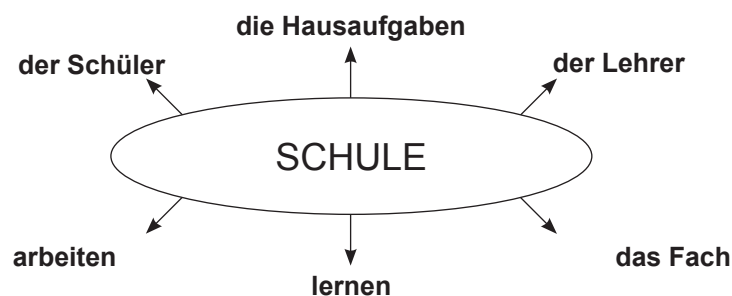 die Hausaufgaben
der Schüler
der Lehrer
SCHULE
arbeiten
das Fach
lernen